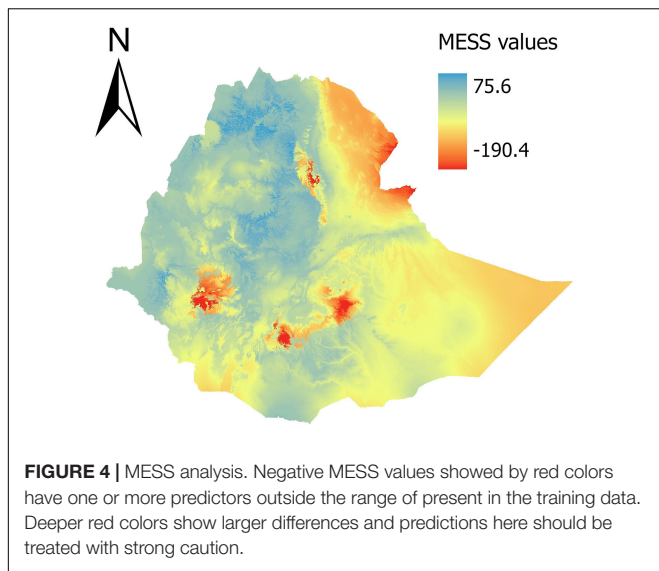 N
MESS values
75.6
-190.4
FIGURE 4 | MESS analysis. Negative MESS values showed by red colors
have one or more predictors outside the range of present in the training data.
Deeper red colors show larger differences and predictions here should be
treated with strong caution.